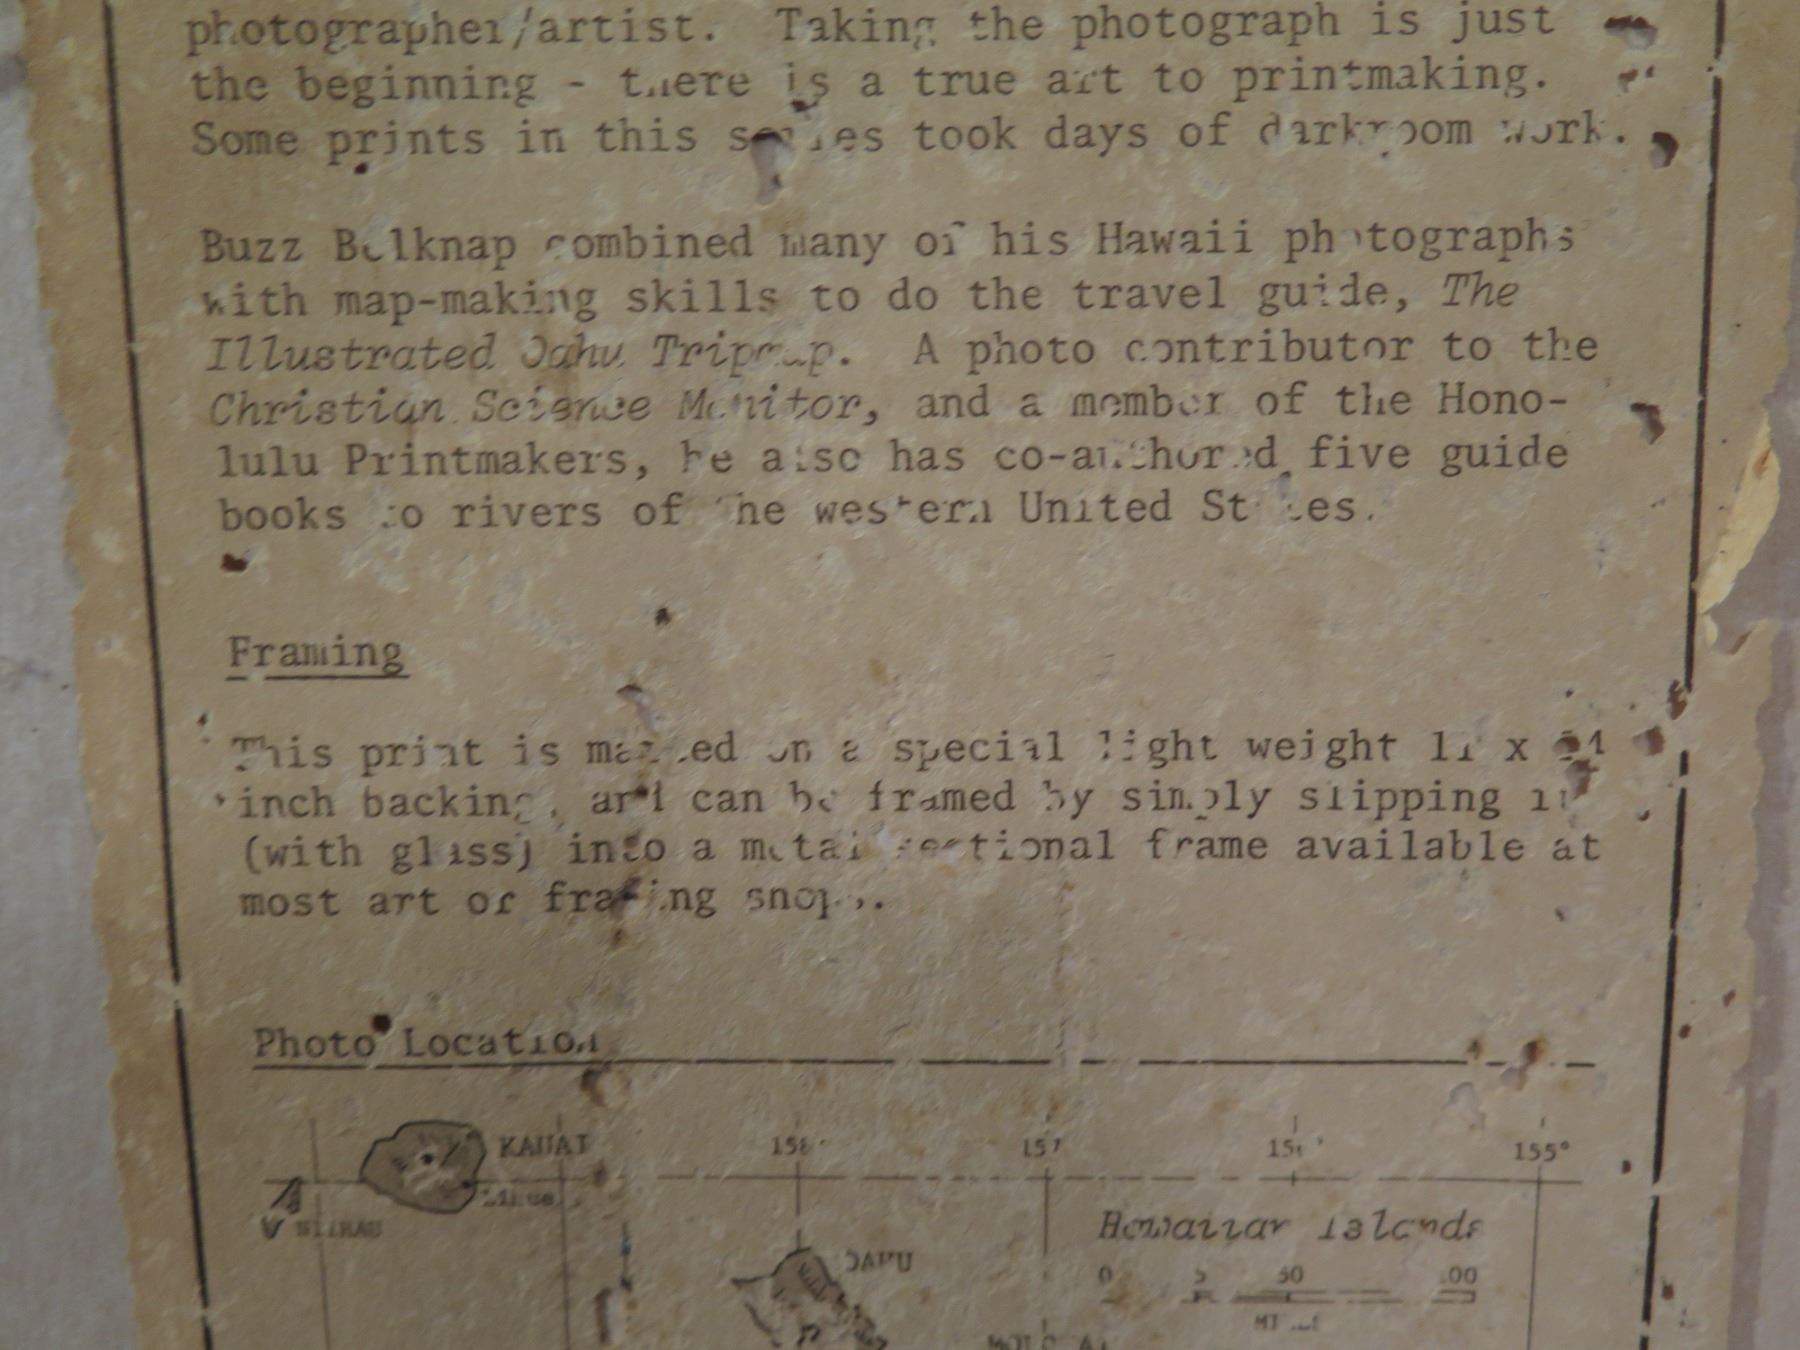 photographer/artist. Taking the photograph is just
the beginning - there is a true art to printmaking.
Some prints in this series took days of darkroom work.
Buzz Belknap combined many of his Hawaii photographs
with map-making skills to do the travel guide, The
Illustrated Oahu Tripmap. A photo contributor to the
Christian Science Monitor, and a member of the Hono-
lulu Printmakers, he also has co-authored five guide
books to rivers of the western United States.
Framing
This print is matted on a special light weight 11 x 14
inch backing, and can be framed by simply slipping it
(with glass) into a metal sectional frame available at
most art or framing shops.
Photo Location
KAUAI 158° 157° 156° 155°
Lihue
NIIHAU
Hawaiian Islands
OAHU
0 50 100
MOLOKAI